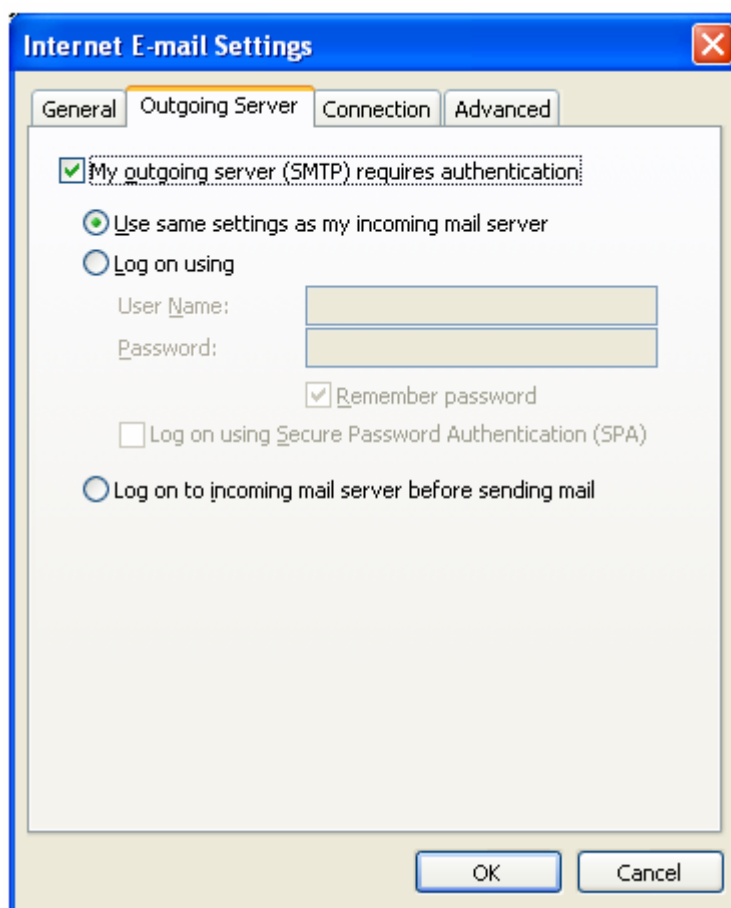 Internet E-mail Settings
General Outgoing Server Connection Advanced
My outgoing server (SMTP) requires authentication
Use same settings as my incoming mail server
Log on using
User Name:
Password:
Remember password
Log on using Secure Password Authentication (SPA)
Log on to incoming mail server before sending mail
OK Cancel